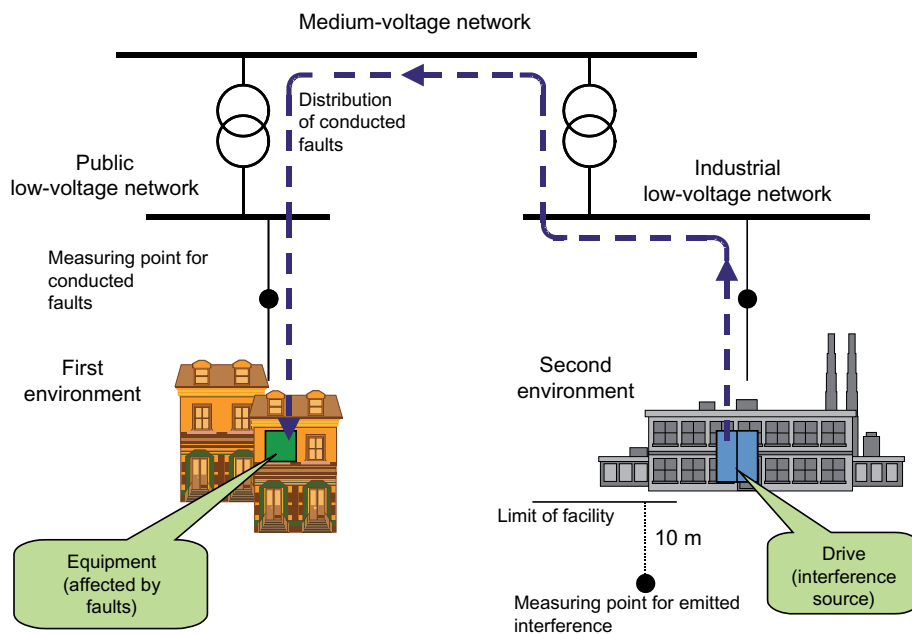 Medium-voltage network
Distribution
of conducted
faults
Public
low-voltage network
Industrial
low-voltage network
Measuring point for
conducted
faults
First
environment
Second
environment
Limit of facility
10 m
Equipment
(affected by
faults)
Drive
(interference
source)
Measuring point for emitted
interference